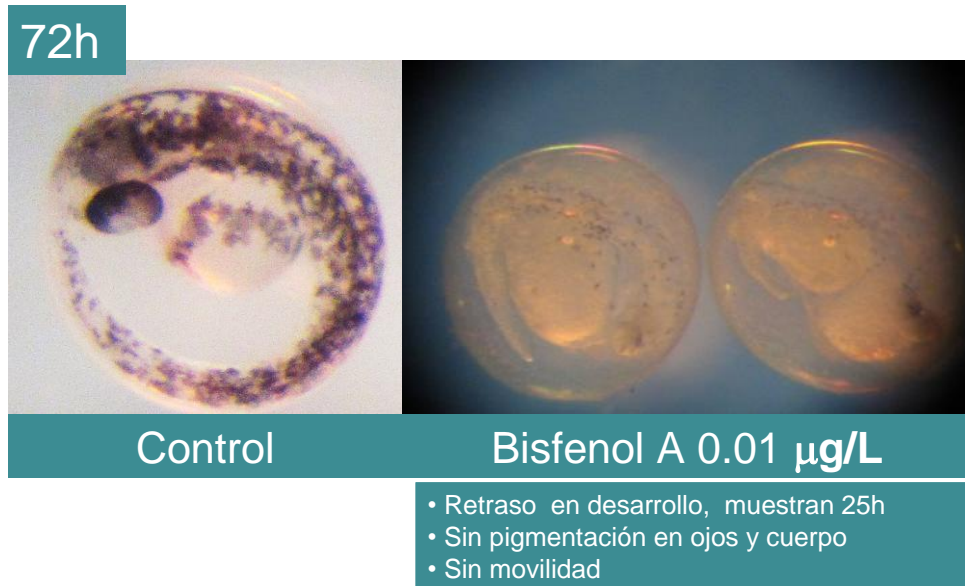 72h
Control
Bisfenol A 0.01 μg/L
• Retraso en desarrollo, muestran 25h
• Sin pigmentación en ojos y cuerpo
• Sin movilidad